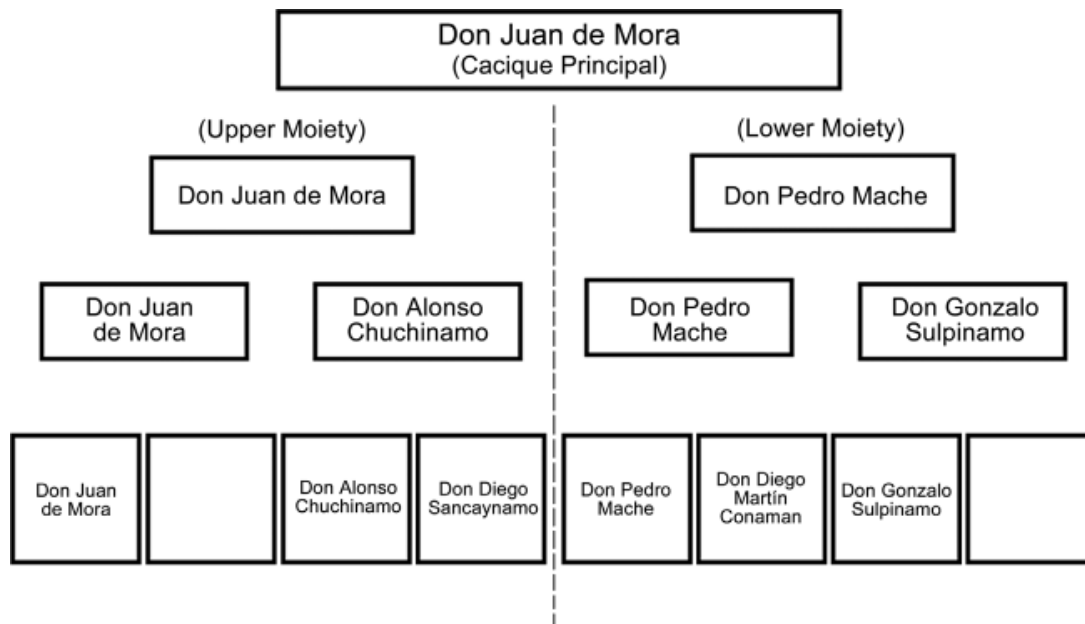 Don Juan de Mora
(Cacique Principal)
(Upper Moiety)
(Lower Moiety)
Don Juan de Mora
Don Pedro Mache
Don Juan
de Mora
Don Alonso
Chuchinamo
Don Pedro
Mache
Don Gonzalo
Sulpinamo
Don Juan
de Mora
Don Alonso
Chuchinamo
Don Diego
Sancaynamo
Don Pedro
Mache
Don Diego
Martín
Conaman
Don Gonzalo
Sulpinamo